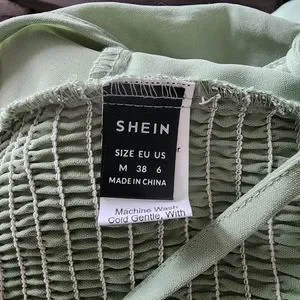 SHEIN
SIZE EU US
M 38 6
MADE IN CHINA
Machine Wash
Cold Gentle, With